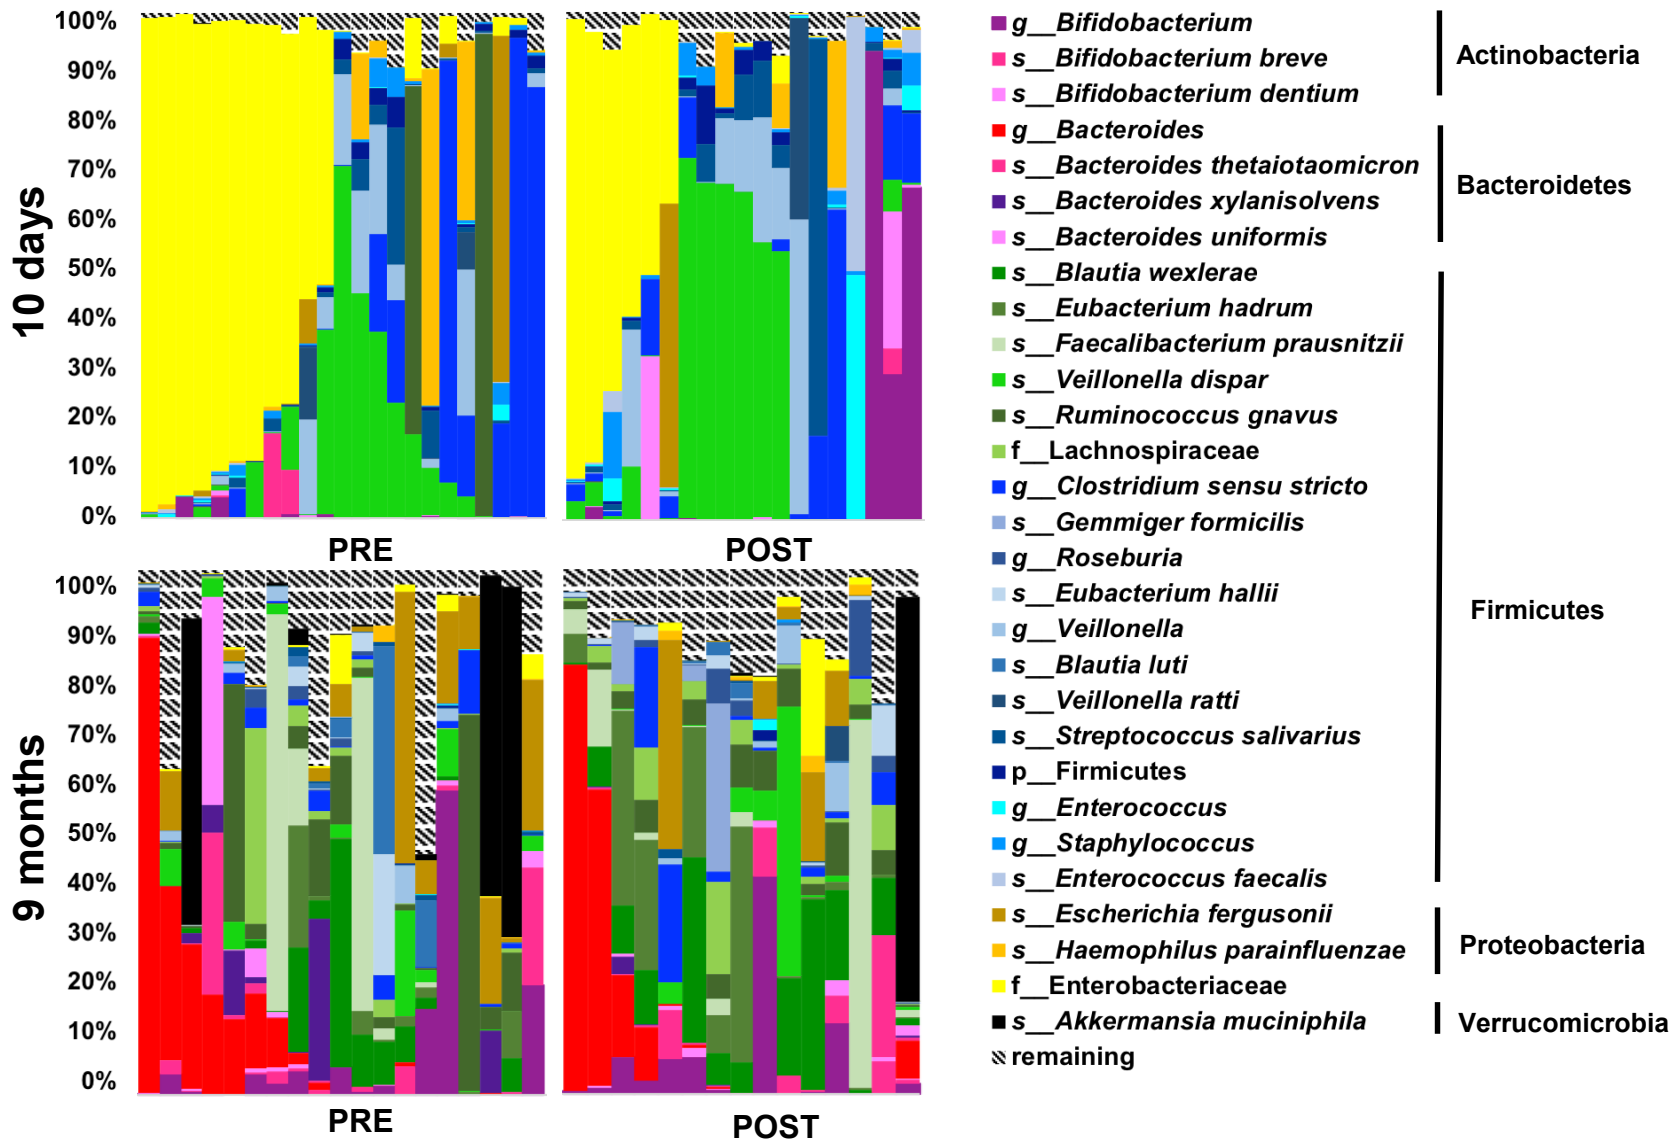 10 days
100%
90%
80%
70%
60%
50%
40%
30%
20%
10%
0%
PRE
POST
9 months
100%
90%
80%
70%
60%
50%
40%
30%
20%
10%
0%
PRE
POST
g__Bifidobacterium
s__Bifidobacterium breve
s__Bifidobacterium dentium
g__Bacteroides
s__Bacteroides thetaiotaomicron
s__Bacteroides xylanisolvens
s__Bacteroides uniformis
s__Blautia wexlerae
s__Eubacterium hadrum
s__Faecalibacterium prausnitzii
s__Veillonella dispar
s__Ruminococcus gnavus
f__Lachnospiraceae
g__Clostridium sensu stricto
s__Gemmiger formicilis
g__Roseburia
s__Eubacterium hallii
g__Veillonella
s__Blautia luti
s__Veillonella ratti
s__Streptococcus salivarius
p__Firmicutes
g__Enterococcus
g__Staphylococcus
s__Enterococcus faecalis
s__Escherichia fergusonii
s__Haemophilus parainfluenzae
f__Enterobacteriaceae
s__Akkermansia muciniphila
remaining
Actinobacteria
Bacteroidetes
Firmicutes
Proteobacteria
Verrucomicrobia